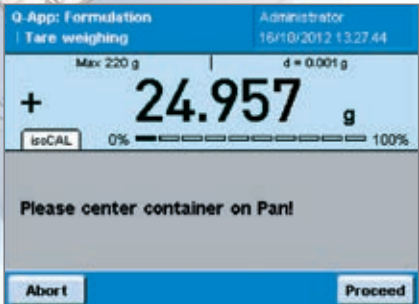 Q-App: Formulation Administrator
Tare weighing 16/10/2012 13.27.44
Max 220 g d = 0.001 g
+ 24.957 g
isoCAL 0% 100%
Please center container on Pan!
Abort Proceed